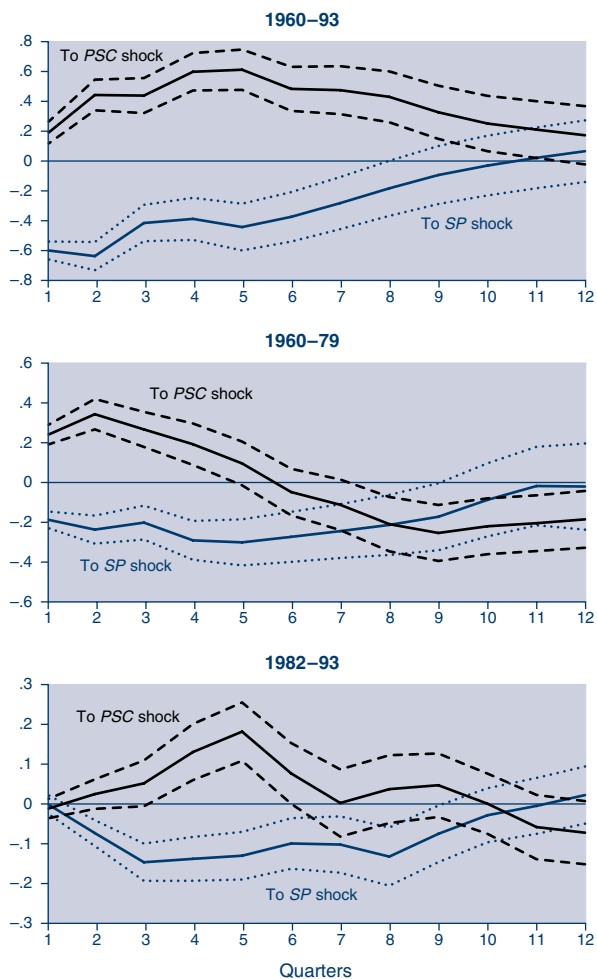 1960–93
.8
To PSC shock
.6
.4
.2
0
–.2
–.4
To SP shock
–.6
–.8
1 2 3 4 5 6 7 8 9 10 11 12
1960–79
.6
To PSC shock
.4
.2
0
–.2
–.4
To SP shock
–.6
1 2 3 4 5 6 7 8 9 10 11 12
1982–93
.3
To PSC shock
.2
.1
0
–.1
–.2
To SP shock
–.3
1 2 3 4 5 6 7 8 9 10 11 12
Quarters